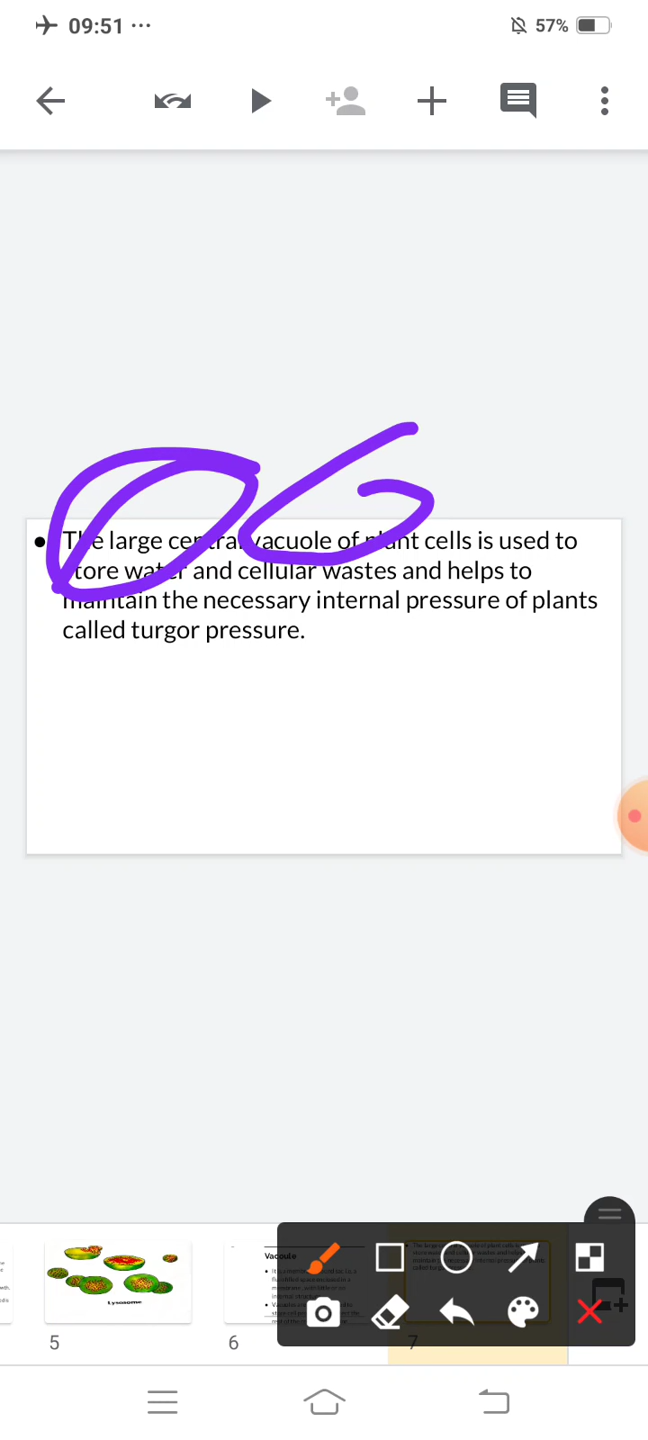 09:51 ...
57%
• The large central vacuole of plant cells is used to
store water and cellular wastes and helps to
maintain the necessary internal pressure of plants
called turgor pressure.
Lysosome
Vacoule
5
6
7